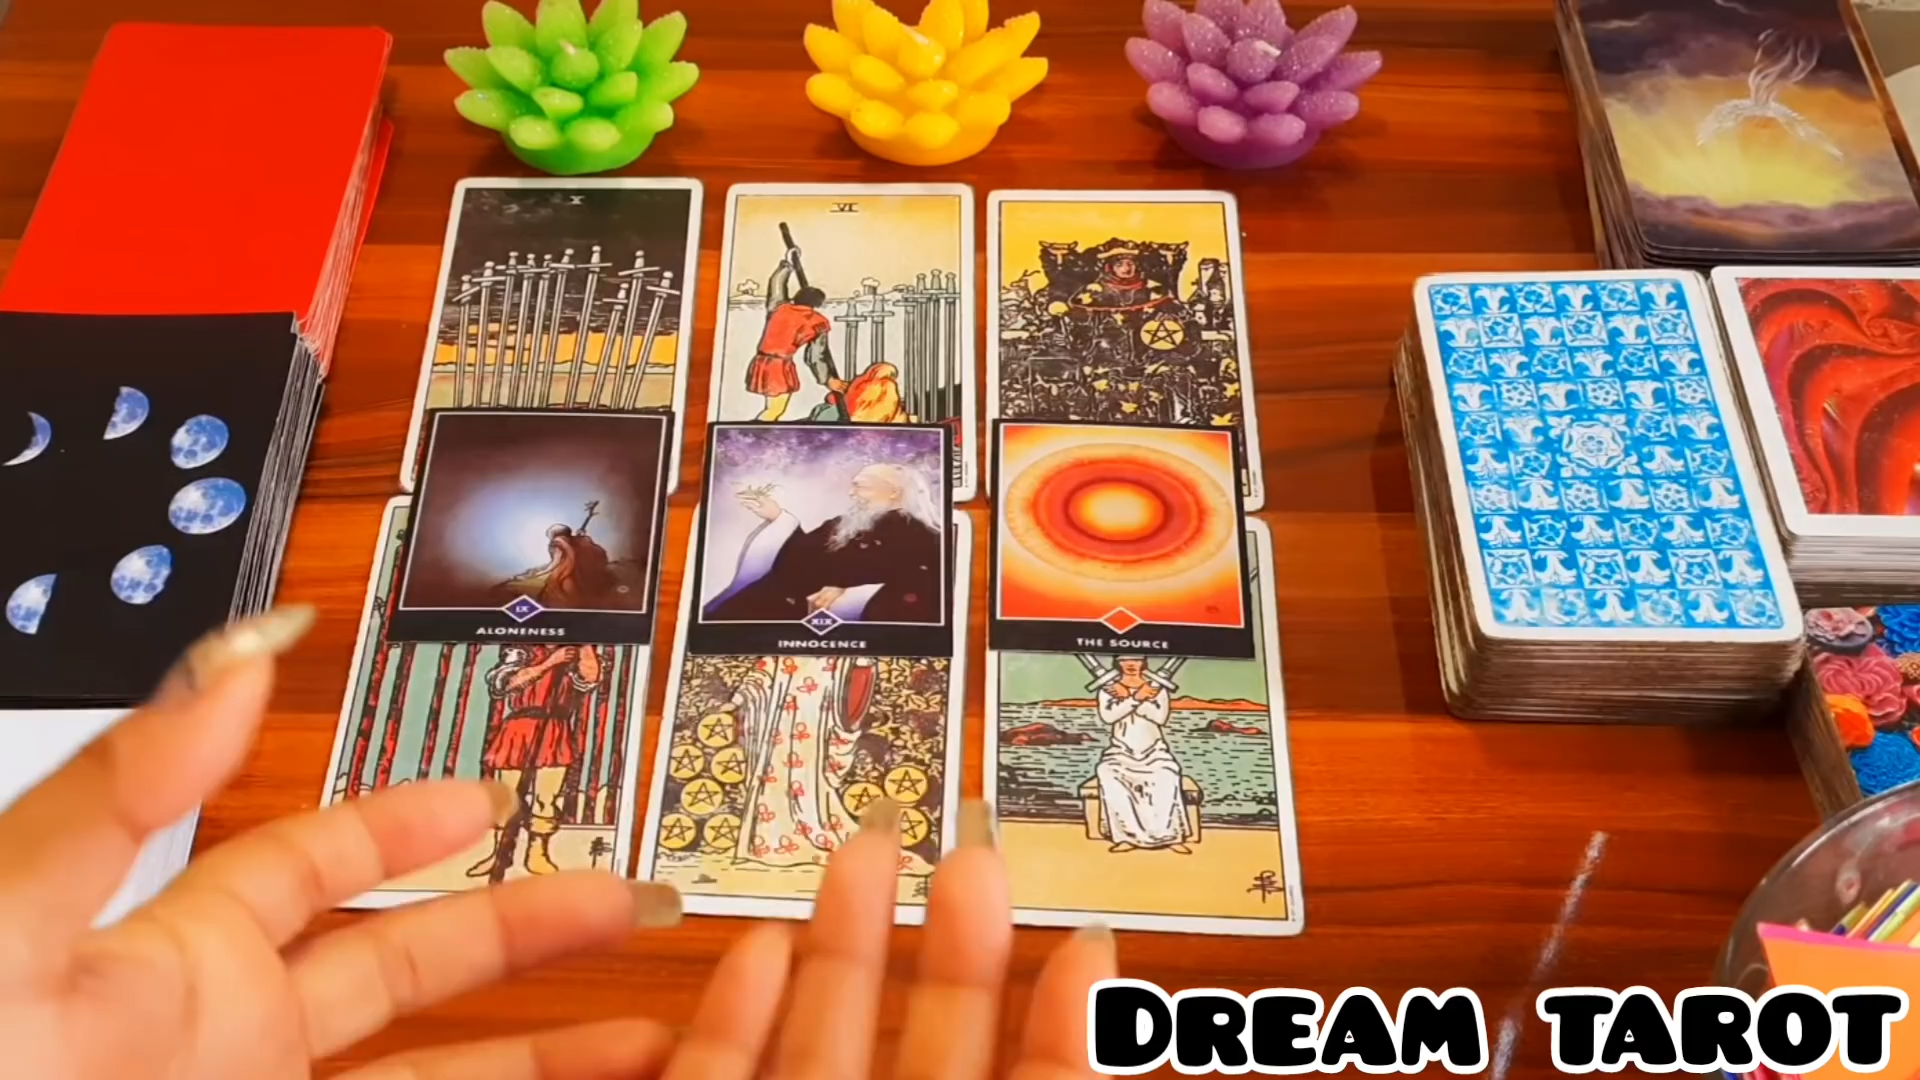 X
VI
IX
ALONENESS
XIX
INNOCENCE
THE SOURCE
DREAM TAROT